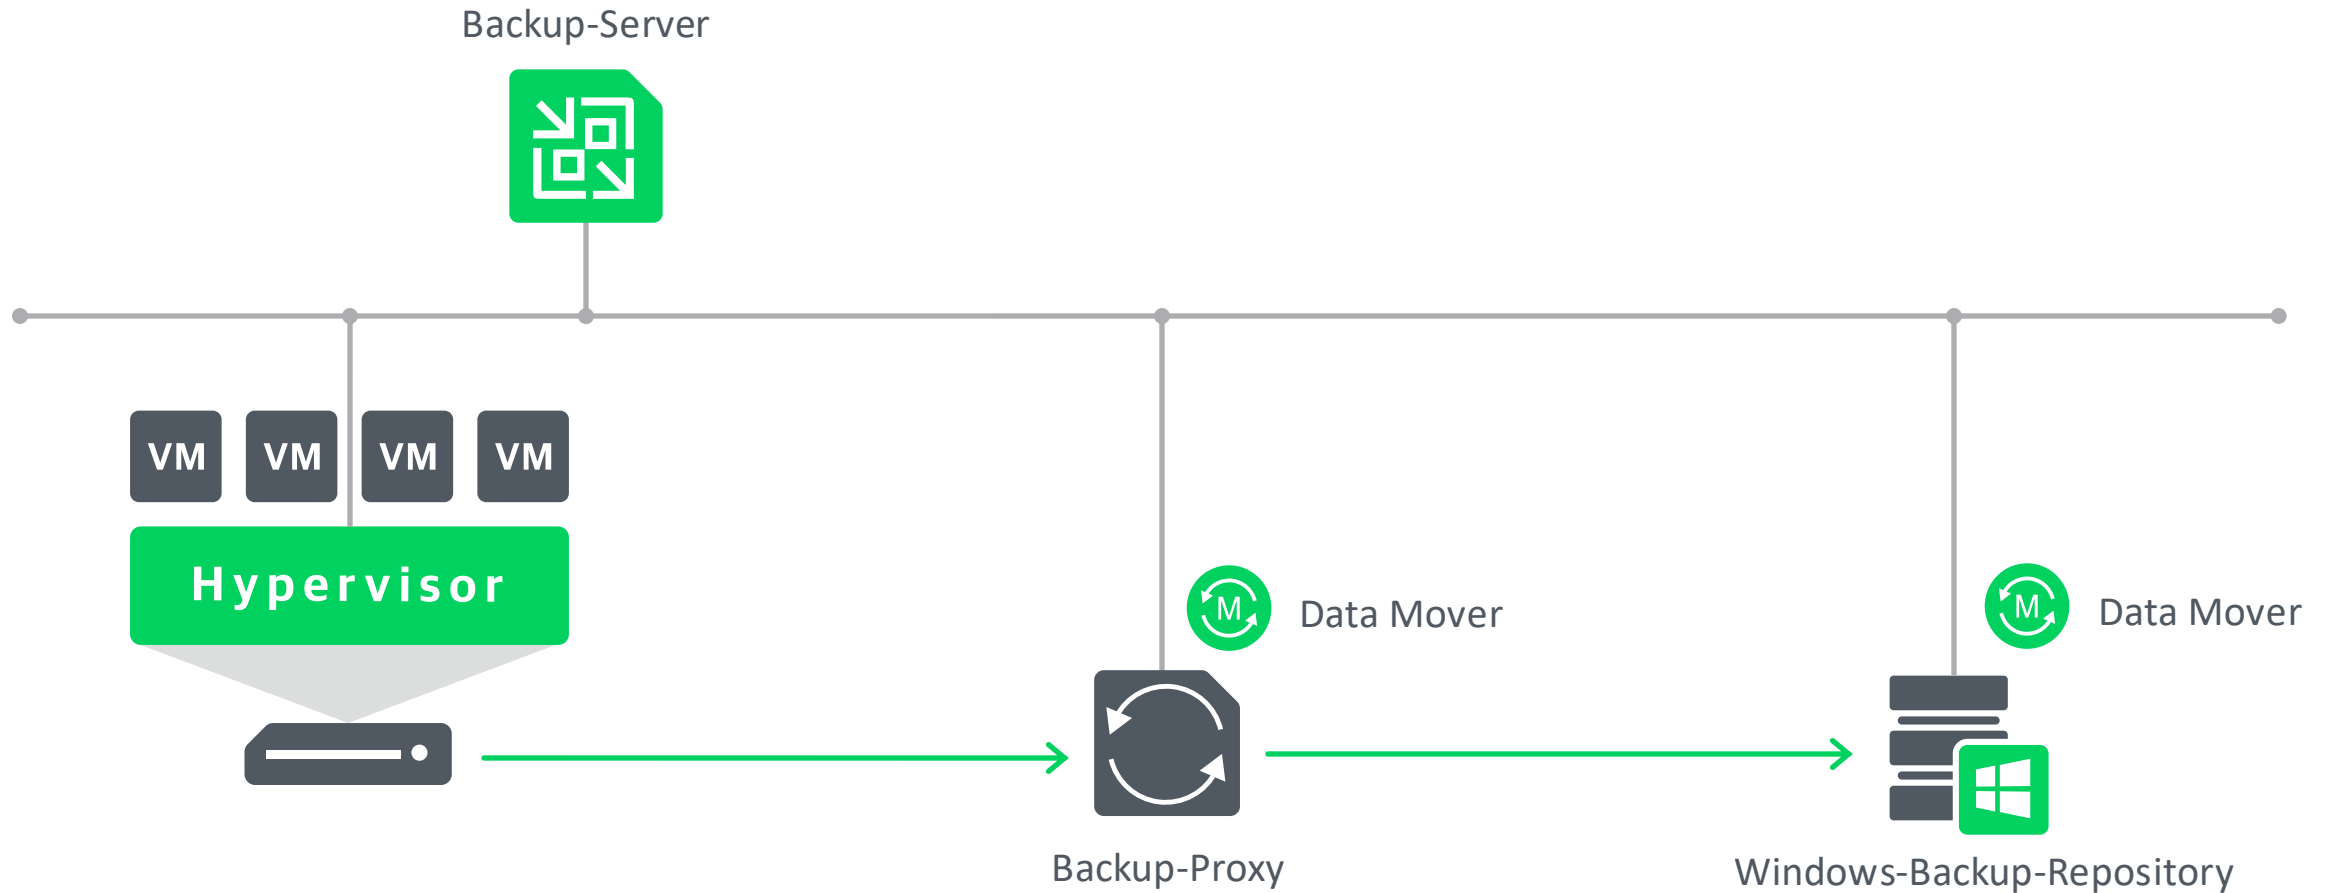 Backup-Server
VM VM VM VM
Hypervisor
M Data Mover
M Data Mover
Backup-Proxy
Windows-Backup-Repository